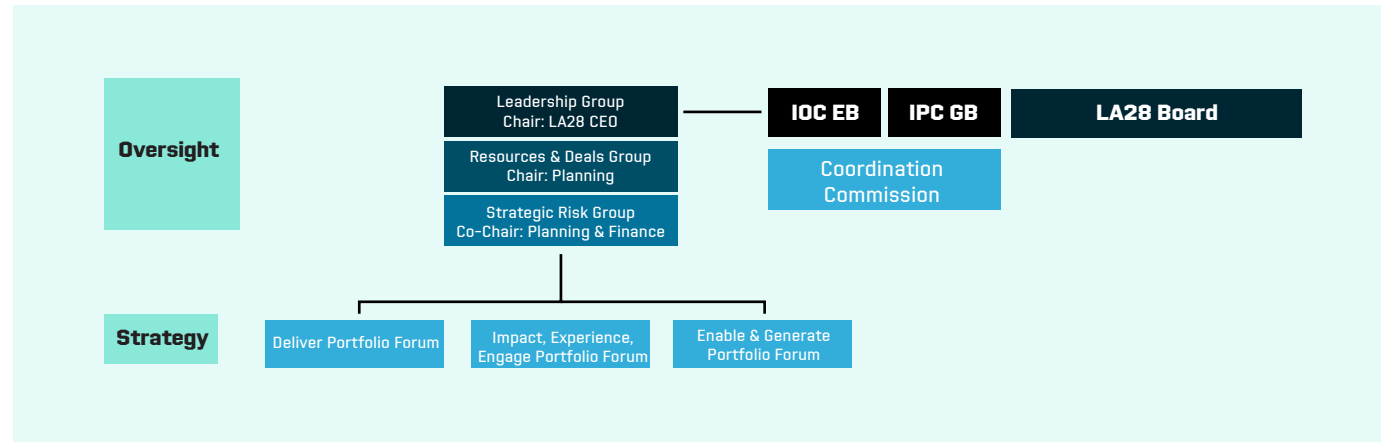 Oversight
Leadership Group
Chair: LA28 CEO
Resources & Deals Group
Chair: Planning
Strategic Risk Group
Co-Chair: Planning & Finance
IOC EB
IPC GB
LA28 Board
Coordination
Commission
Strategy
Deliver Portfolio Forum
Impact, Experience,
Engage Portfolio Forum
Enable & Generate
Portfolio Forum